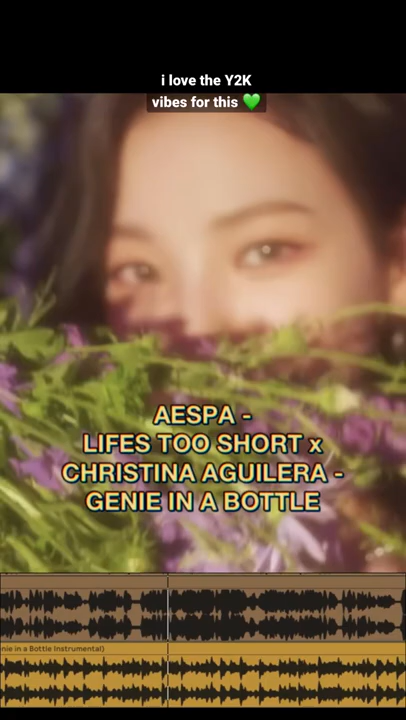 i love the Y2K
vibes for this 💚
AESPA -
LIFES TOO SHORT x
CHRISTINA AGUILERA -
GENIE IN A BOTTLE
nie in a Bottle Instrumental)